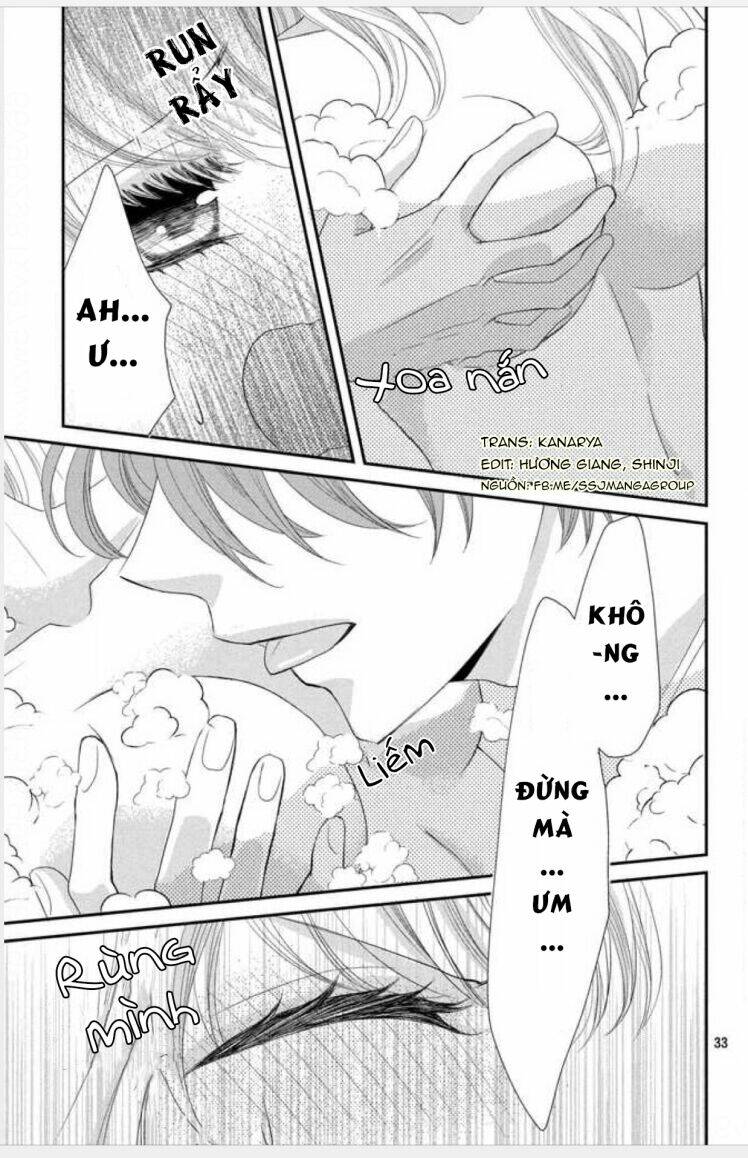 RUN
RẨY
AH...
Ư...
Xoa nắn
TRANS: KANARYA
EDIT: HƯƠNG GIANG, SHINJI
NGUỒN: FB.ME/SSJMANGAGROUP
KHÔ
-NG
...
ĐỪNG
MÀ
...
ƯM
...
Liếm
Rùng
mình
33